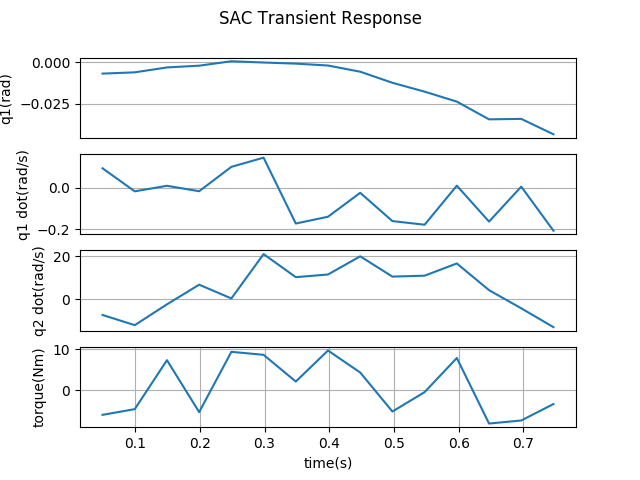 SAC Transient Response
0.000
−0.025
q1(rad)
0.0
−0.2
q1 dot(rad/s)
20
0
q2 dot(rad/s)
10
0
torque(Nm)
0.1 0.2 0.3 0.4 0.5 0.6 0.7
time(s)